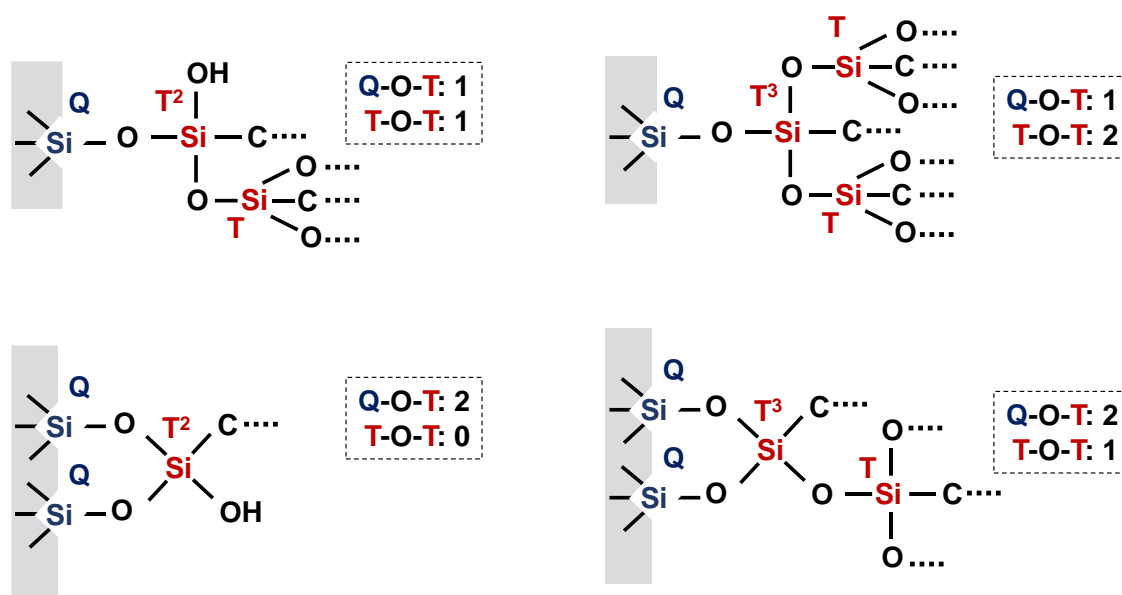 OH
Q
T²
Si
O
Si
C
O
O
Si
C
T
O
Q-O-T: 1
T-O-T: 1
T
O
O
Si
C
Q
T³
O
Si
O
Si
C
O
O
Si
C
T
O
Q-O-T: 1
T-O-T: 2
Q
O
T²
C
Si
Q
Si
Si
O
OH
Q-O-T: 2
T-O-T: 0
Q
O
T³
C
Si
O
Q
Si
T
Si
O
O
Si
C
O
Q-O-T: 2
T-O-T: 1